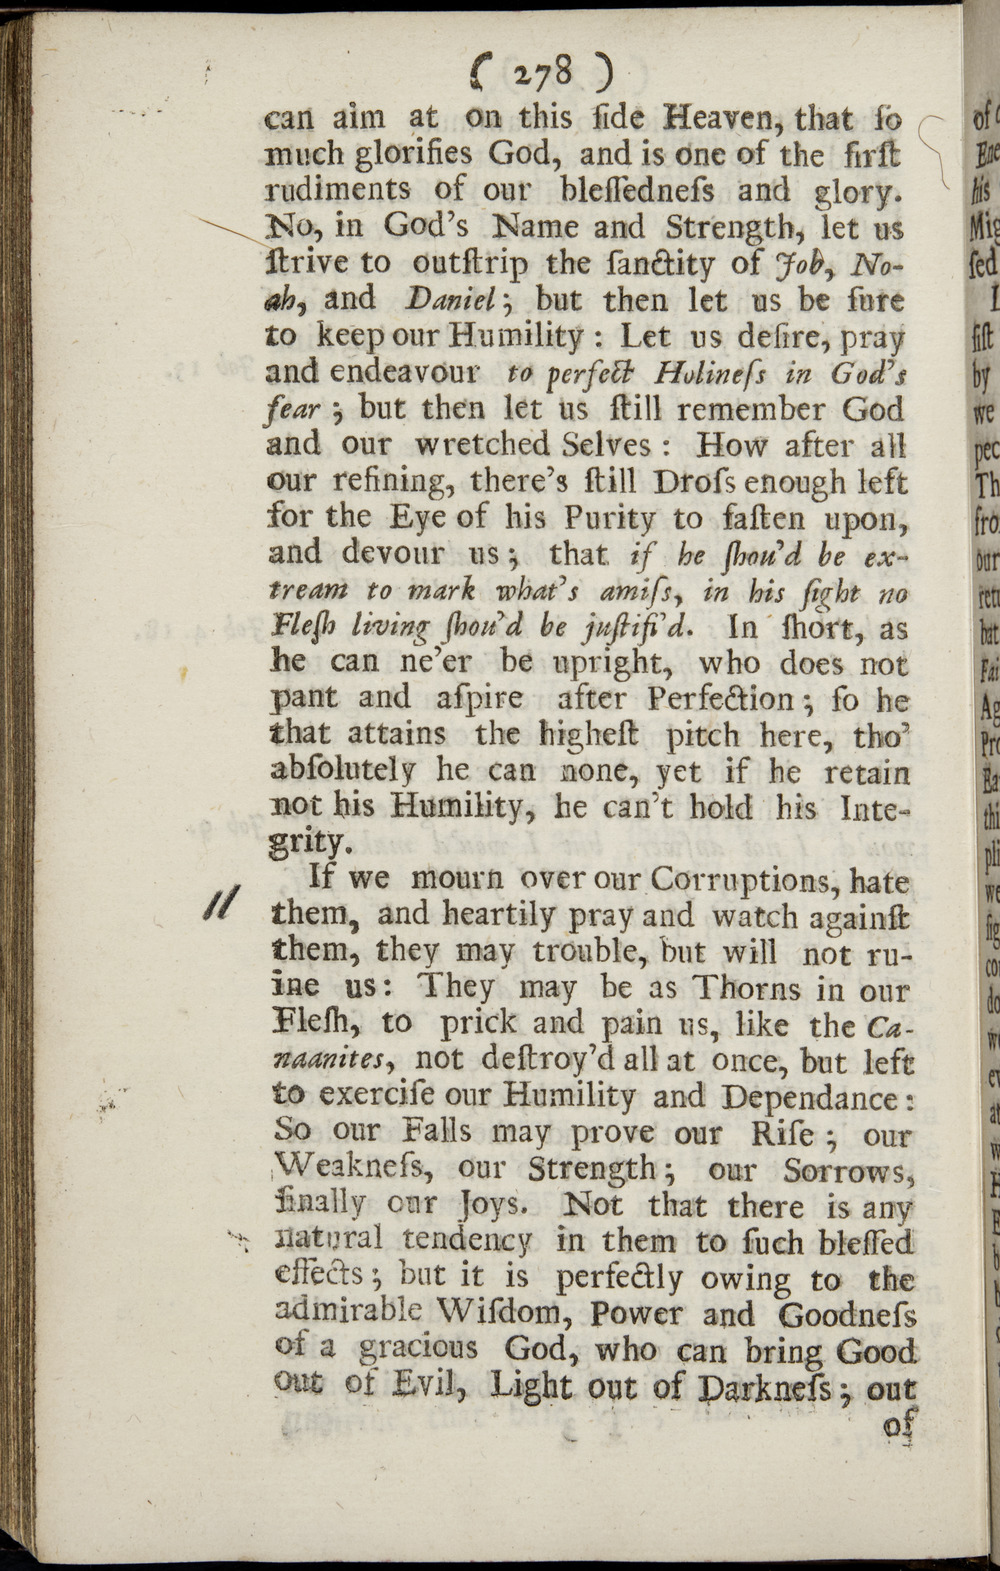 ( 278 )
can aim at on this ſide Heaven, that ſo
much glorifies God, and is one of the firſt
rudiments of our bleſſedneſs and glory.
No, in God's Name and Strength, let us
ſtrive to outſtrip the ſanctity of Job, No-
ah, and Daniel; but then let us be ſure
to keep our Humility : Let us deſire, pray
and endeavour to perfect Holineſs in God's
fear ; but then let us ſtill remember God
and our wretched Selves : How after all
our refining, there's ſtill Droſs enough left
for the Eye of his Purity to faſten upon,
and devour us; that if he ſhou'd be ex-
tream to mark what's amiſs, in his ſight no
Fleſh living ſhou'd be juſtifi'd. In ſhort, as
he can ne'er be upright, who does not
pant and aſpire after Perfection; ſo he
that attains the higheſt pitch here, tho'
abſolutely he can none, yet if he retain
not his Humility, he can't hold his Inte-
grity.
If we mourn over our Corruptions, hate
them, and heartily pray and watch againſt
them, they may trouble, but will not ru-
ine us: They may be as Thorns in our
Fleſh, to prick and pain us, like the Ca-
naanites, not deſtroy'd all at once, but left
to exerciſe our Humility and Dependance :
So our Falls may prove our Riſe ; our
Weakneſs, our Strength; our Sorrows,
finally our Joys. Not that there is any
natural tendency in them to ſuch bleſſed
effects; but it is perfectly owing to the
admirable Wiſdom, Power and Goodneſs
of a gracious God, who can bring Good
out of Evil, Light out of Darkneſs; out
of